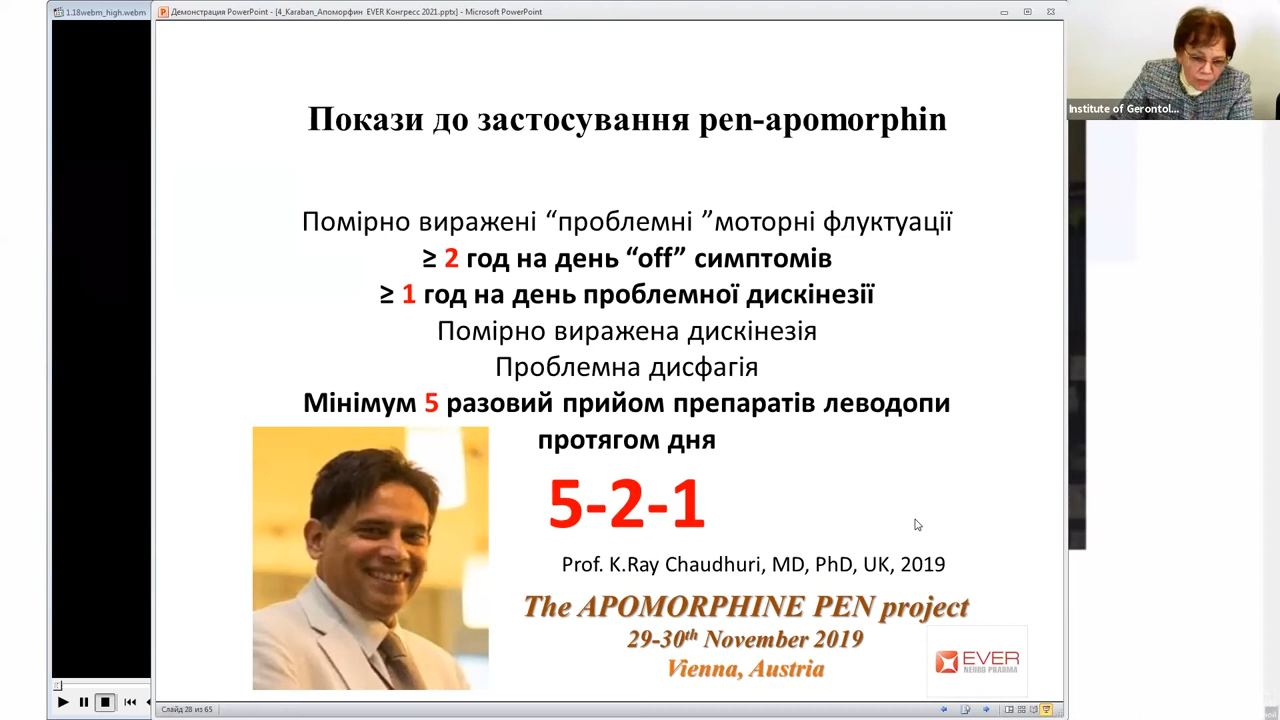 1.18webm_high.webm
Демонстрация PowerPoint - [4_Karaban_Апоморфин EVER Конгресс 2021.pptx] - Microsoft PowerPoint
Institute of Gerontol...
Покази до застосування pen-apomorphin
Помірно виражені “проблемні ”моторні флуктуації
≥ 2 год на день “off” симптомів
≥ 1 год на день проблемної дискінезії
Помірно виражена дискінезія
Проблемна дисфагія
Мінімум 5 разовий прийом препаратів леводопи
протягом дня
5-2-1
Prof. K.Ray Chaudhuri, MD, PhD, UK, 2019
The APOMORPHINE PEN project
29-30th November 2019
Vienna, Austria
EVER
NEURO PHARMA
Слайд 28 из 65